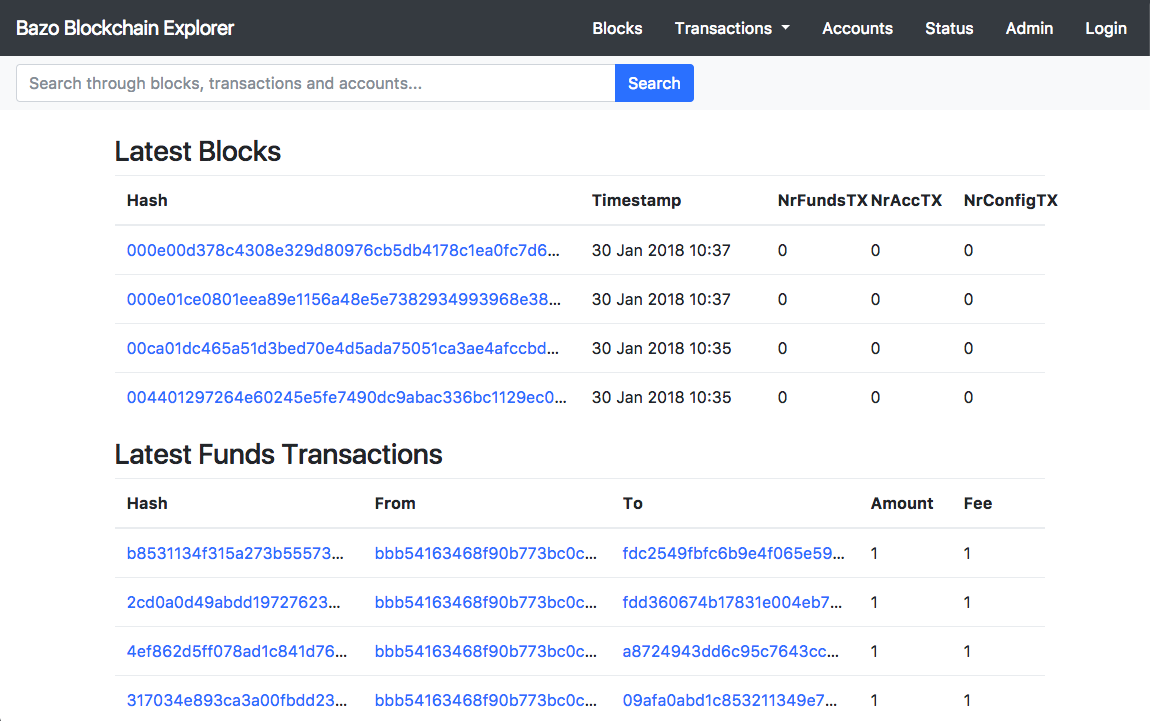 Bazo Blockchain Explorer Blocks Transactions Accounts Status Admin Login
Search through blocks, transactions and accounts... Search
Latest Blocks
Hash Timestamp NrFundsTX NrAccTX NrConfigTX
000e00d378c4308e329d80976cb5db4178c1ea0fc7d6... 30 Jan 2018 10:37 0 0 0
000e01ce0801eea89e1156a48e5e7382934993968e38... 30 Jan 2018 10:37 0 0 0
00ca01dc465a51d3bed70e4d5ada75051ca3ae4afccbd... 30 Jan 2018 10:35 0 0 0
004401297264e60245e5fe7490dc9abac336bc1129ec0... 30 Jan 2018 10:35 0 0 0
Latest Funds Transactions
Hash From To Amount Fee
b8531134f315a273b55573... bbb54163468f90b773bc0c... fdc2549fbfc6b9e4f065e59... 1 1
2cd0a0d49abdd19727623... bbb54163468f90b773bc0c... fdd360674b17831e004eb7... 1 1
4ef862d5ff078ad1c841d76... bbb54163468f90b773bc0c... a8724943dd6c95c7643cc... 1 1
317034e893ca3a00fbdd23... bbb54163468f90b773bc0c... 09afa0abd1c853211349e7... 1 1